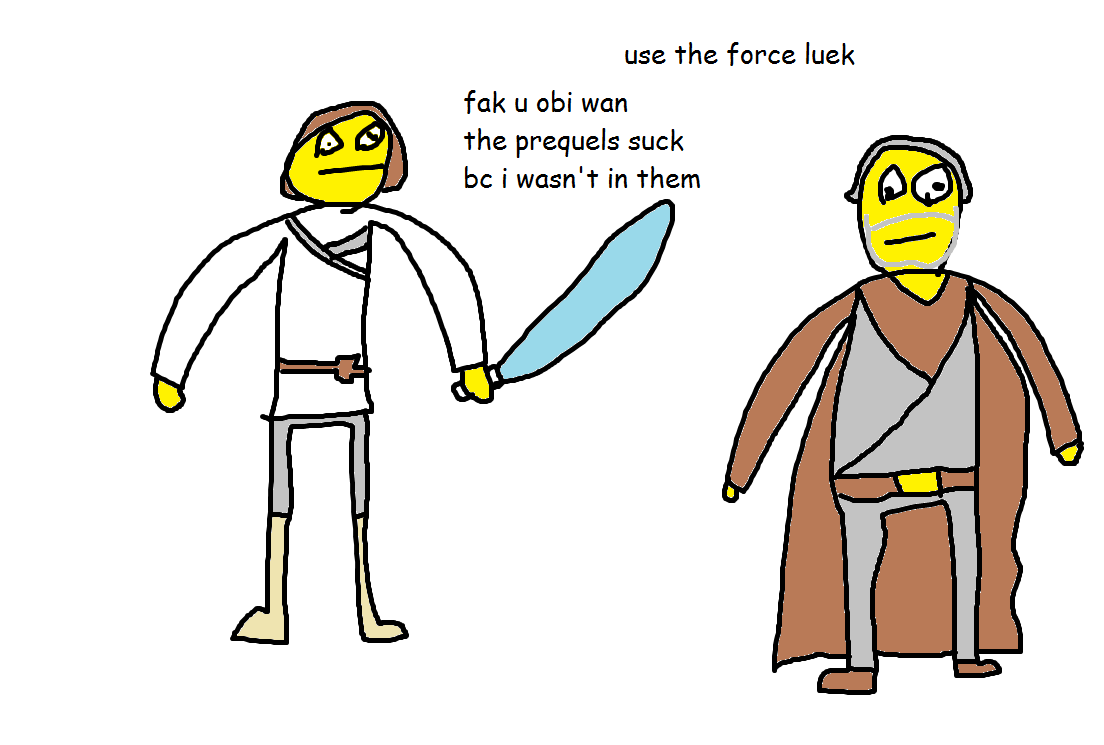 use the force luek
fak u obi wan
the prequels suck
bc i wasn't in them